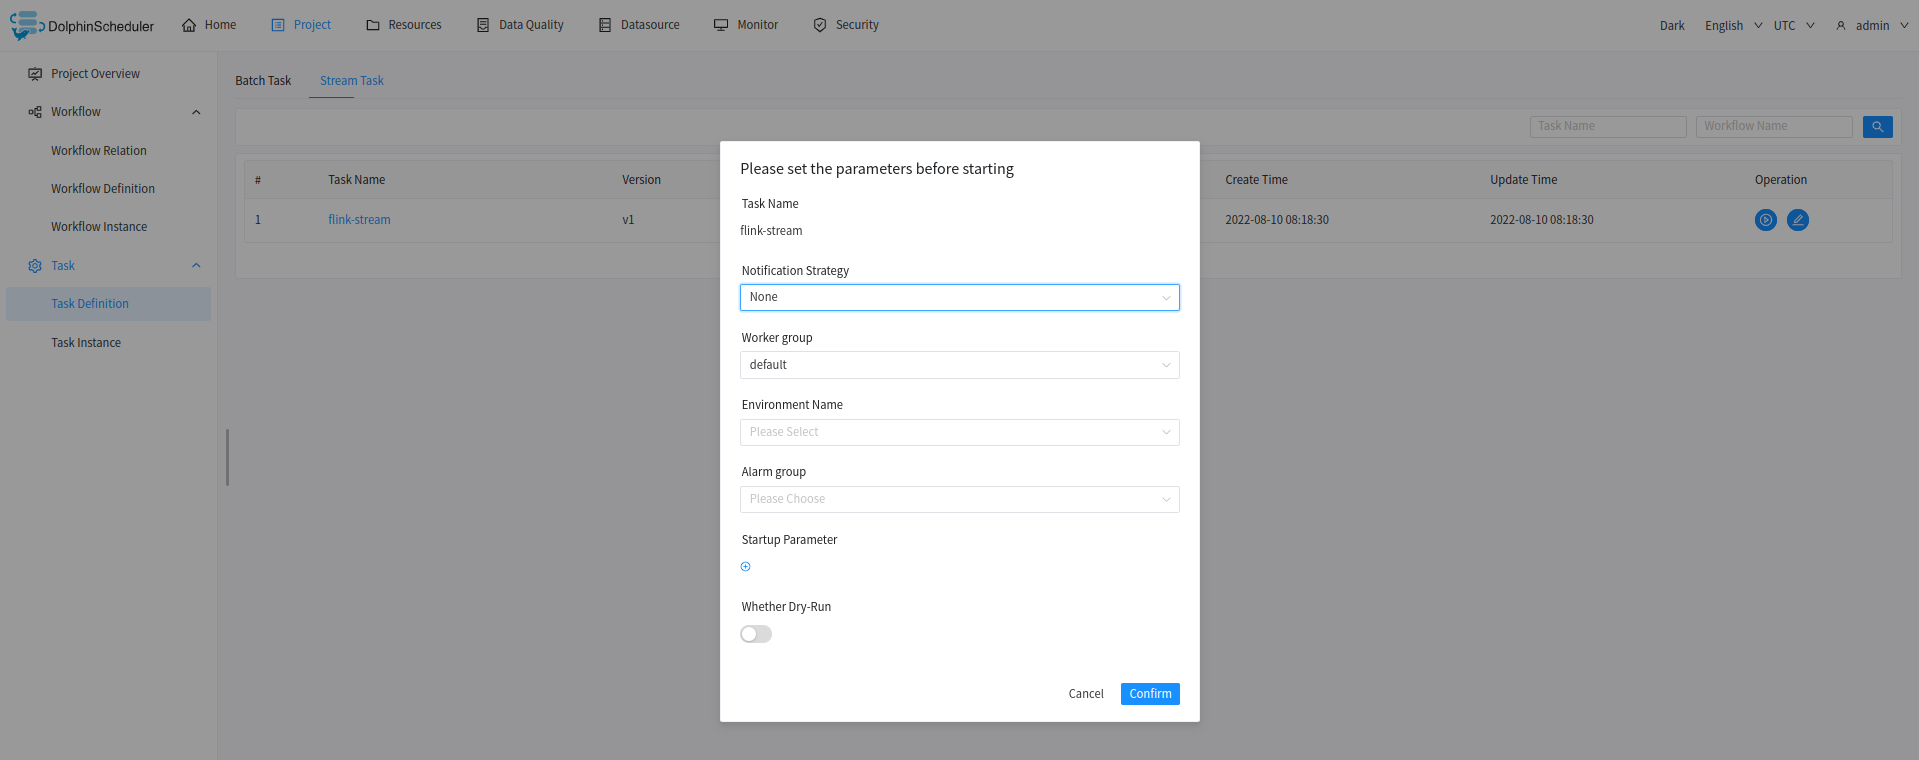 DolphinScheduler Home Project Resources Data Quality Datasource Monitor Security Dark English UTC admin
Project Overview
Workflow
Workflow Relation
Workflow Definition
Workflow Instance
Task
Task Definition
Task Instance
Batch Task Stream Task
Task Name Workflow Name
# Task Name Version Create Time Update Time Operation
1 flink-stream v1 2022-08-10 08:18:30 2022-08-10 08:18:30
Please set the parameters before starting
Task Name
flink-stream
Notification Strategy
None
Worker group
default
Environment Name
Please Select
Alarm group
Please Choose
Startup Parameter
Whether Dry-Run
Cancel Confirm